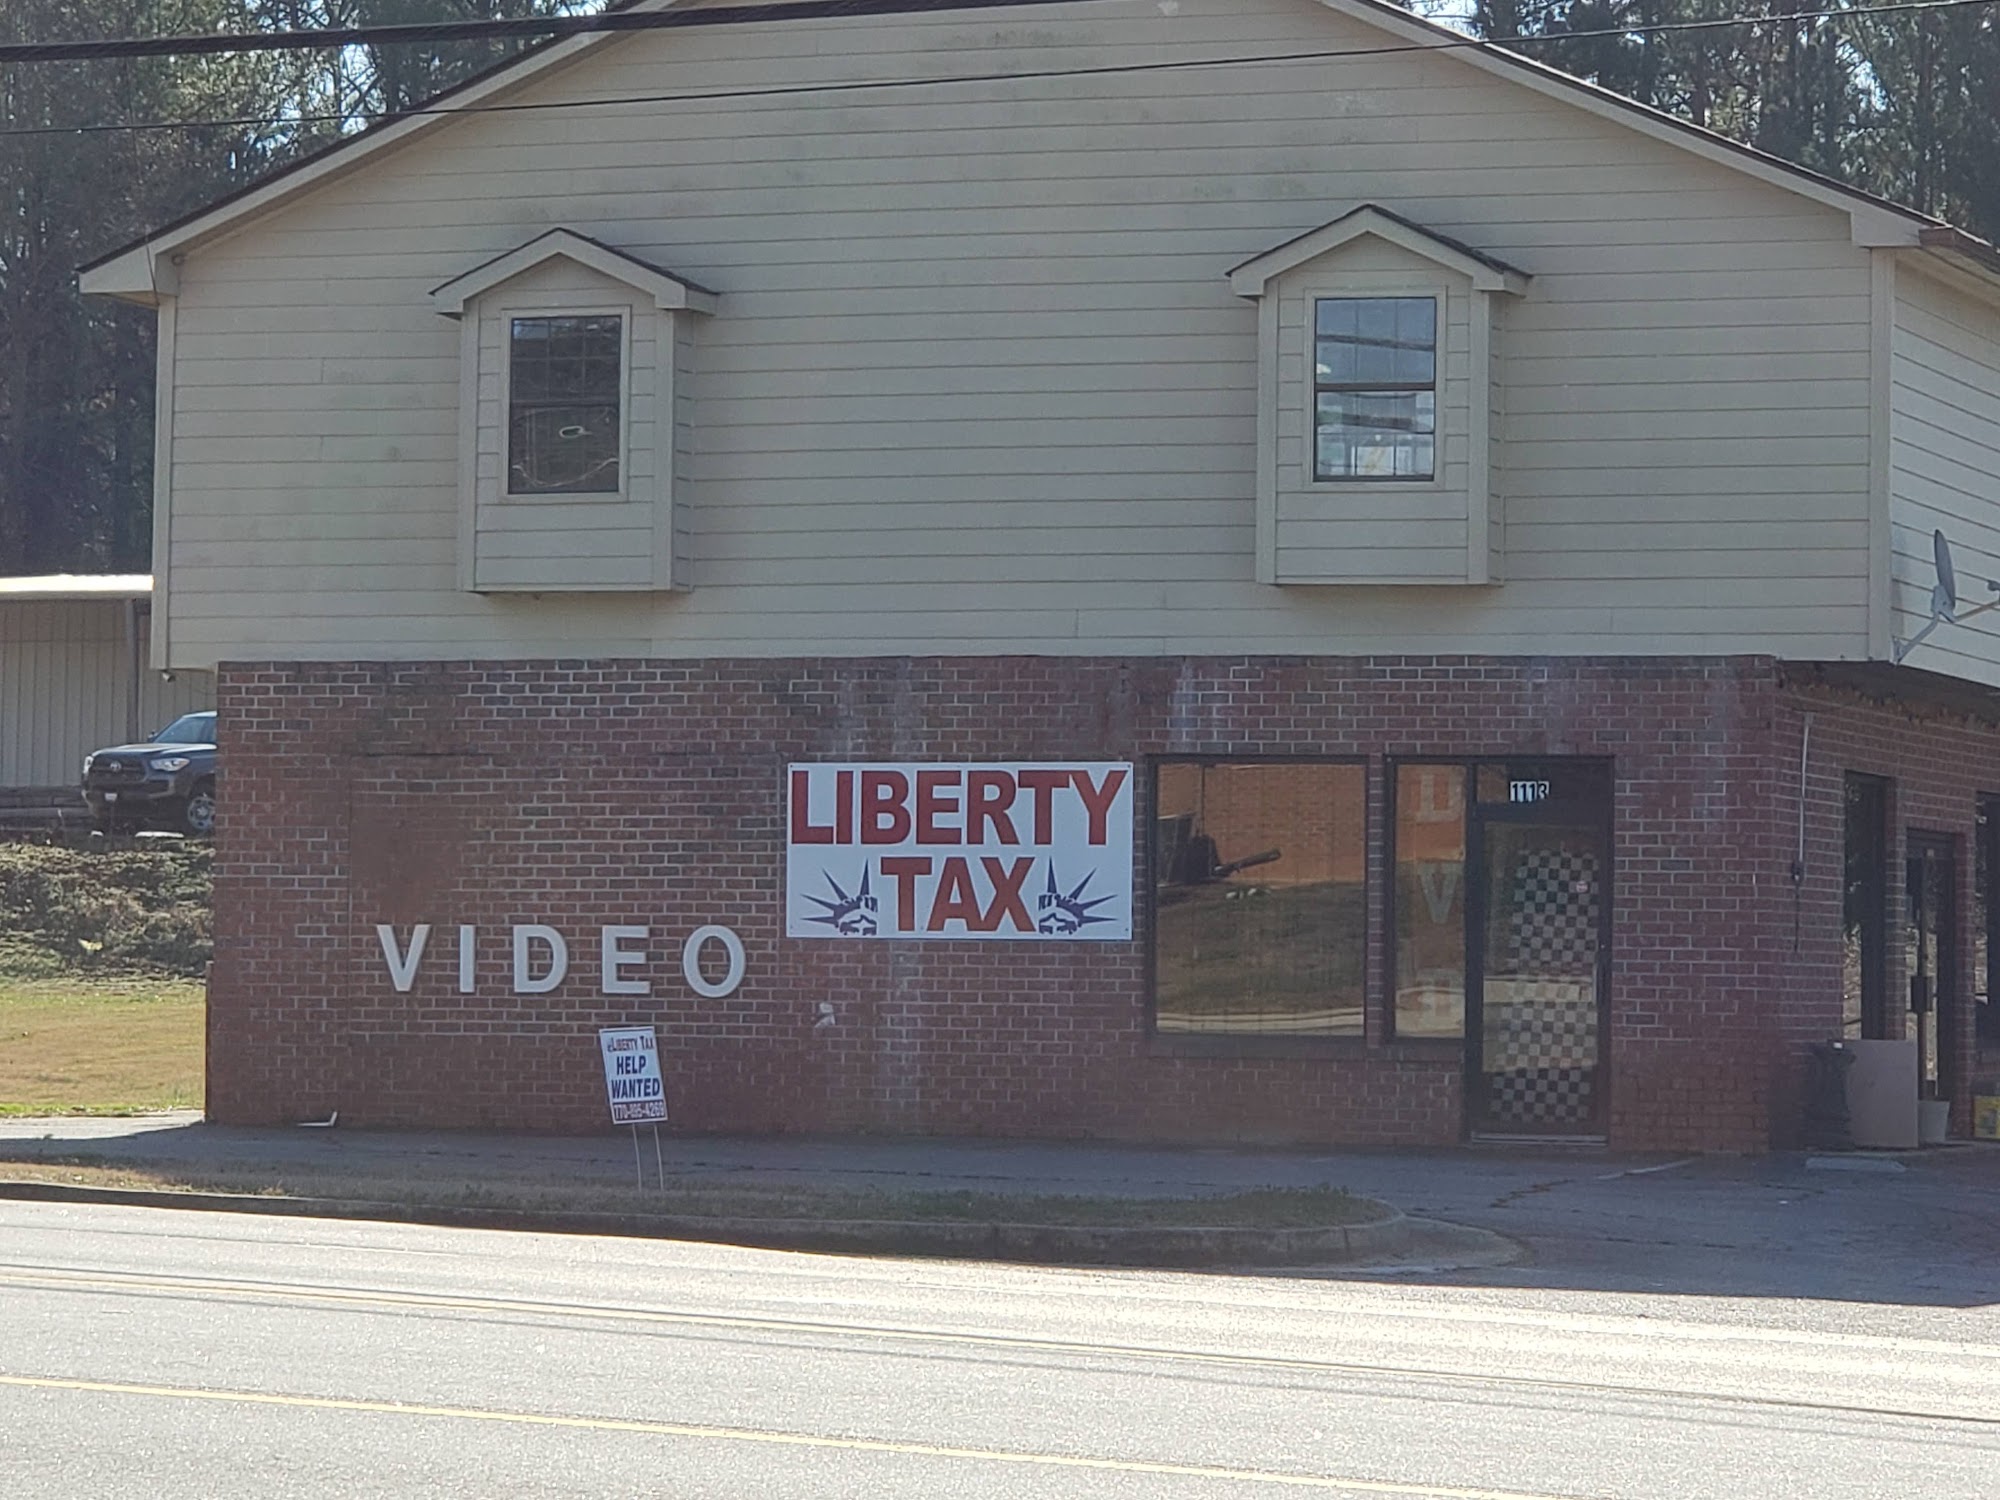 LIBERTY
TAX
1113
VIDEO
LIBERTY TAX
HELP
WANTED